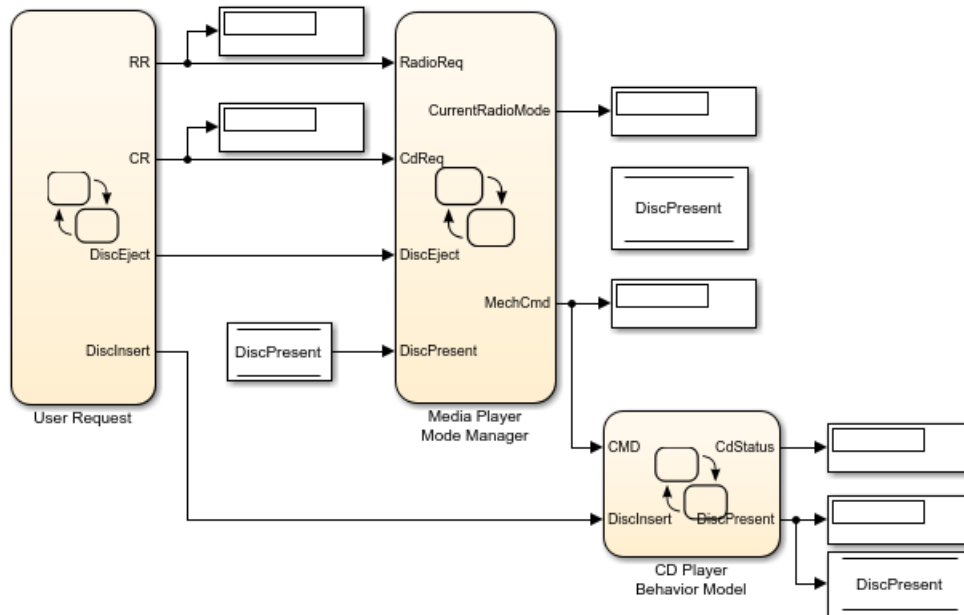 RR
CR
DiscEject
DiscInsert
User Request
DiscPresent
RadioReq
CdReq
DiscEject
DiscPresent
CurrentRadioMode
MechCmd
Media Player
Mode Manager
DiscPresent
CMD
DiscInsert
CdStatus
DiscPresent
CD Player
Behavior Model
DiscPresent